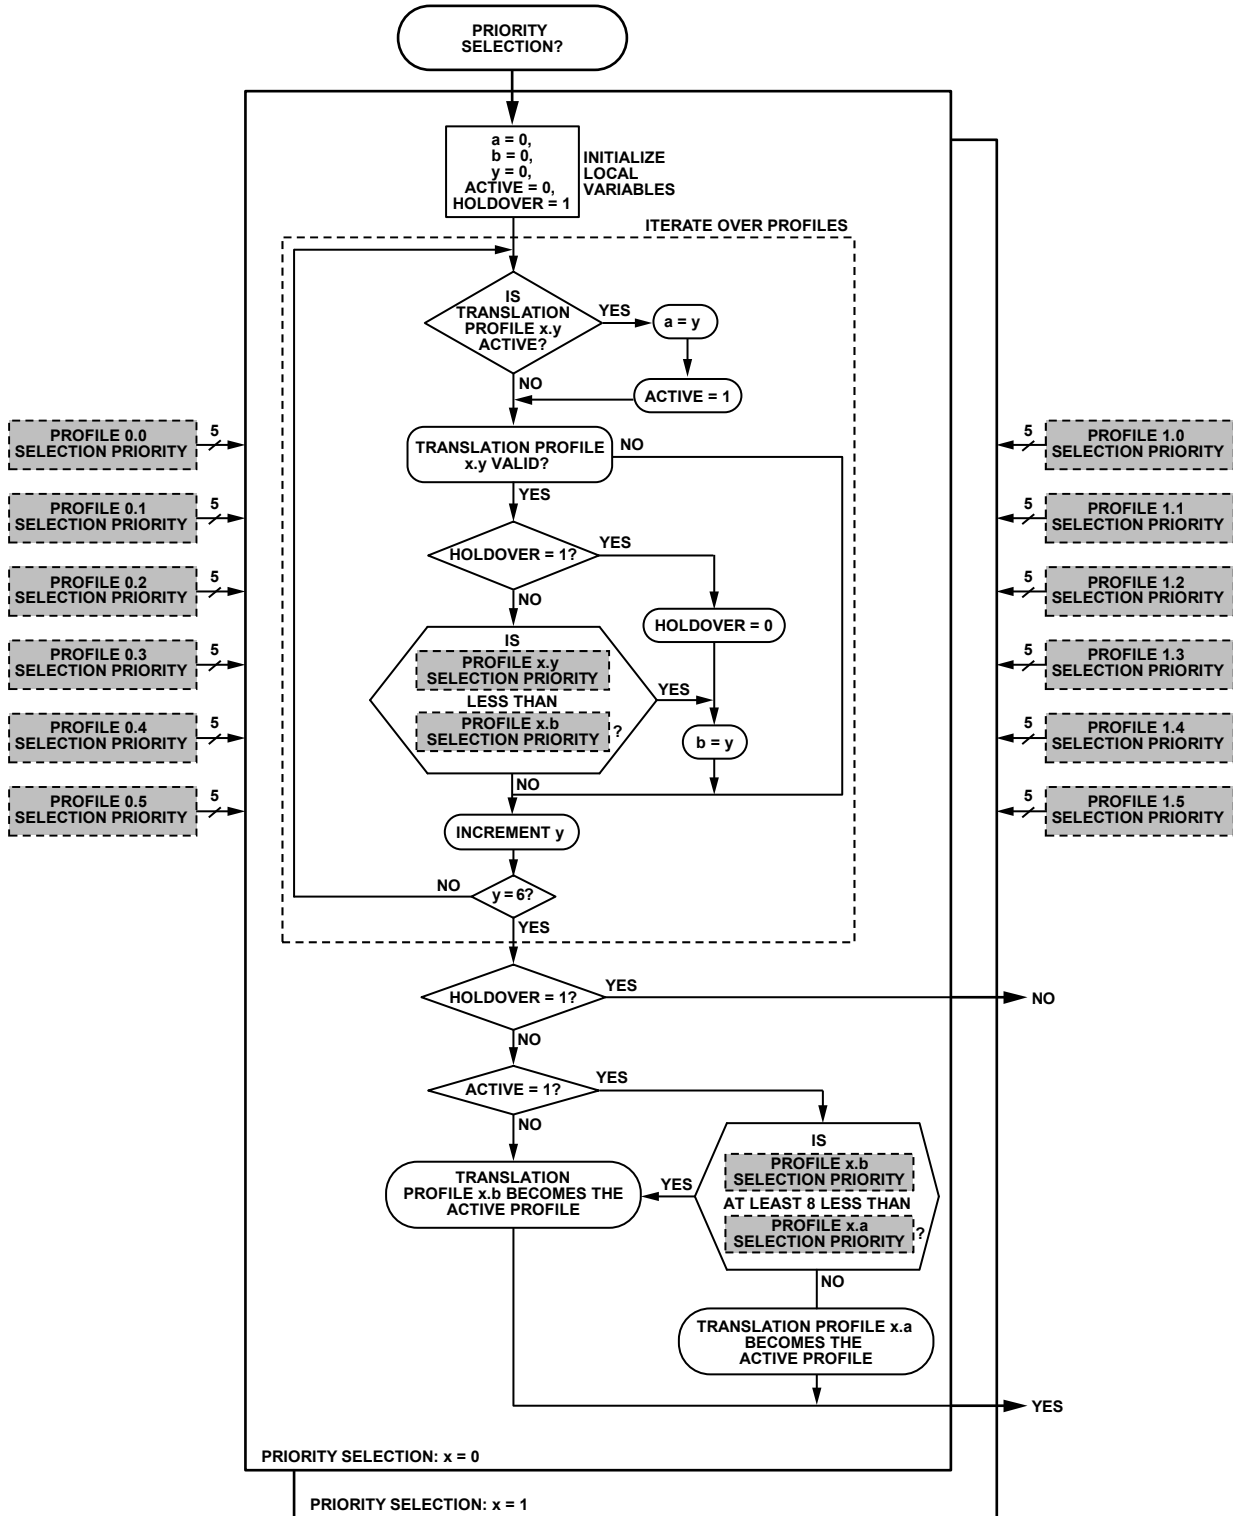 PRIORITY
SELECTION?
a = 0,
b = 0,
y = 0,
ACTIVE = 0,
HOLDOVER = 1
INITIALIZE
LOCAL
VARIABLES
ITERATE OVER PROFILES
IS
TRANSLATION
PROFILE x.y
ACTIVE?
YES
a = y
NO
ACTIVE = 1
TRANSLATION PROFILE
x.y VALID?
NO
YES
HOLDOVER = 1?
YES
NO
HOLDOVER = 0
IS
PROFILE x.y
SELECTION PRIORITY
LESS THAN
PROFILE x.b
SELECTION PRIORITY
?
YES
b = y
NO
INCREMENT y
y = 6?
NO
YES
HOLDOVER = 1?
YES
NO
NO
ACTIVE = 1?
YES
NO
IS
PROFILE x.b
SELECTION PRIORITY
AT LEAST 8 LESS THAN
PROFILE x.a
SELECTION PRIORITY
?
YES
TRANSLATION
PROFILE x.b BECOMES THE
ACTIVE PROFILE
NO
TRANSLATION PROFILE x.a
BECOMES THE
ACTIVE PROFILE
YES
PRIORITY SELECTION: x = 0
PRIORITY SELECTION: x = 1
PROFILE 0.0
SELECTION PRIORITY
5
PROFILE 0.1
SELECTION PRIORITY
5
PROFILE 0.2
SELECTION PRIORITY
5
PROFILE 0.3
SELECTION PRIORITY
5
PROFILE 0.4
SELECTION PRIORITY
5
PROFILE 0.5
SELECTION PRIORITY
5
5
PROFILE 1.0
SELECTION PRIORITY
5
PROFILE 1.1
SELECTION PRIORITY
5
PROFILE 1.2
SELECTION PRIORITY
5
PROFILE 1.3
SELECTION PRIORITY
5
PROFILE 1.4
SELECTION PRIORITY
5
PROFILE 1.5
SELECTION PRIORITY